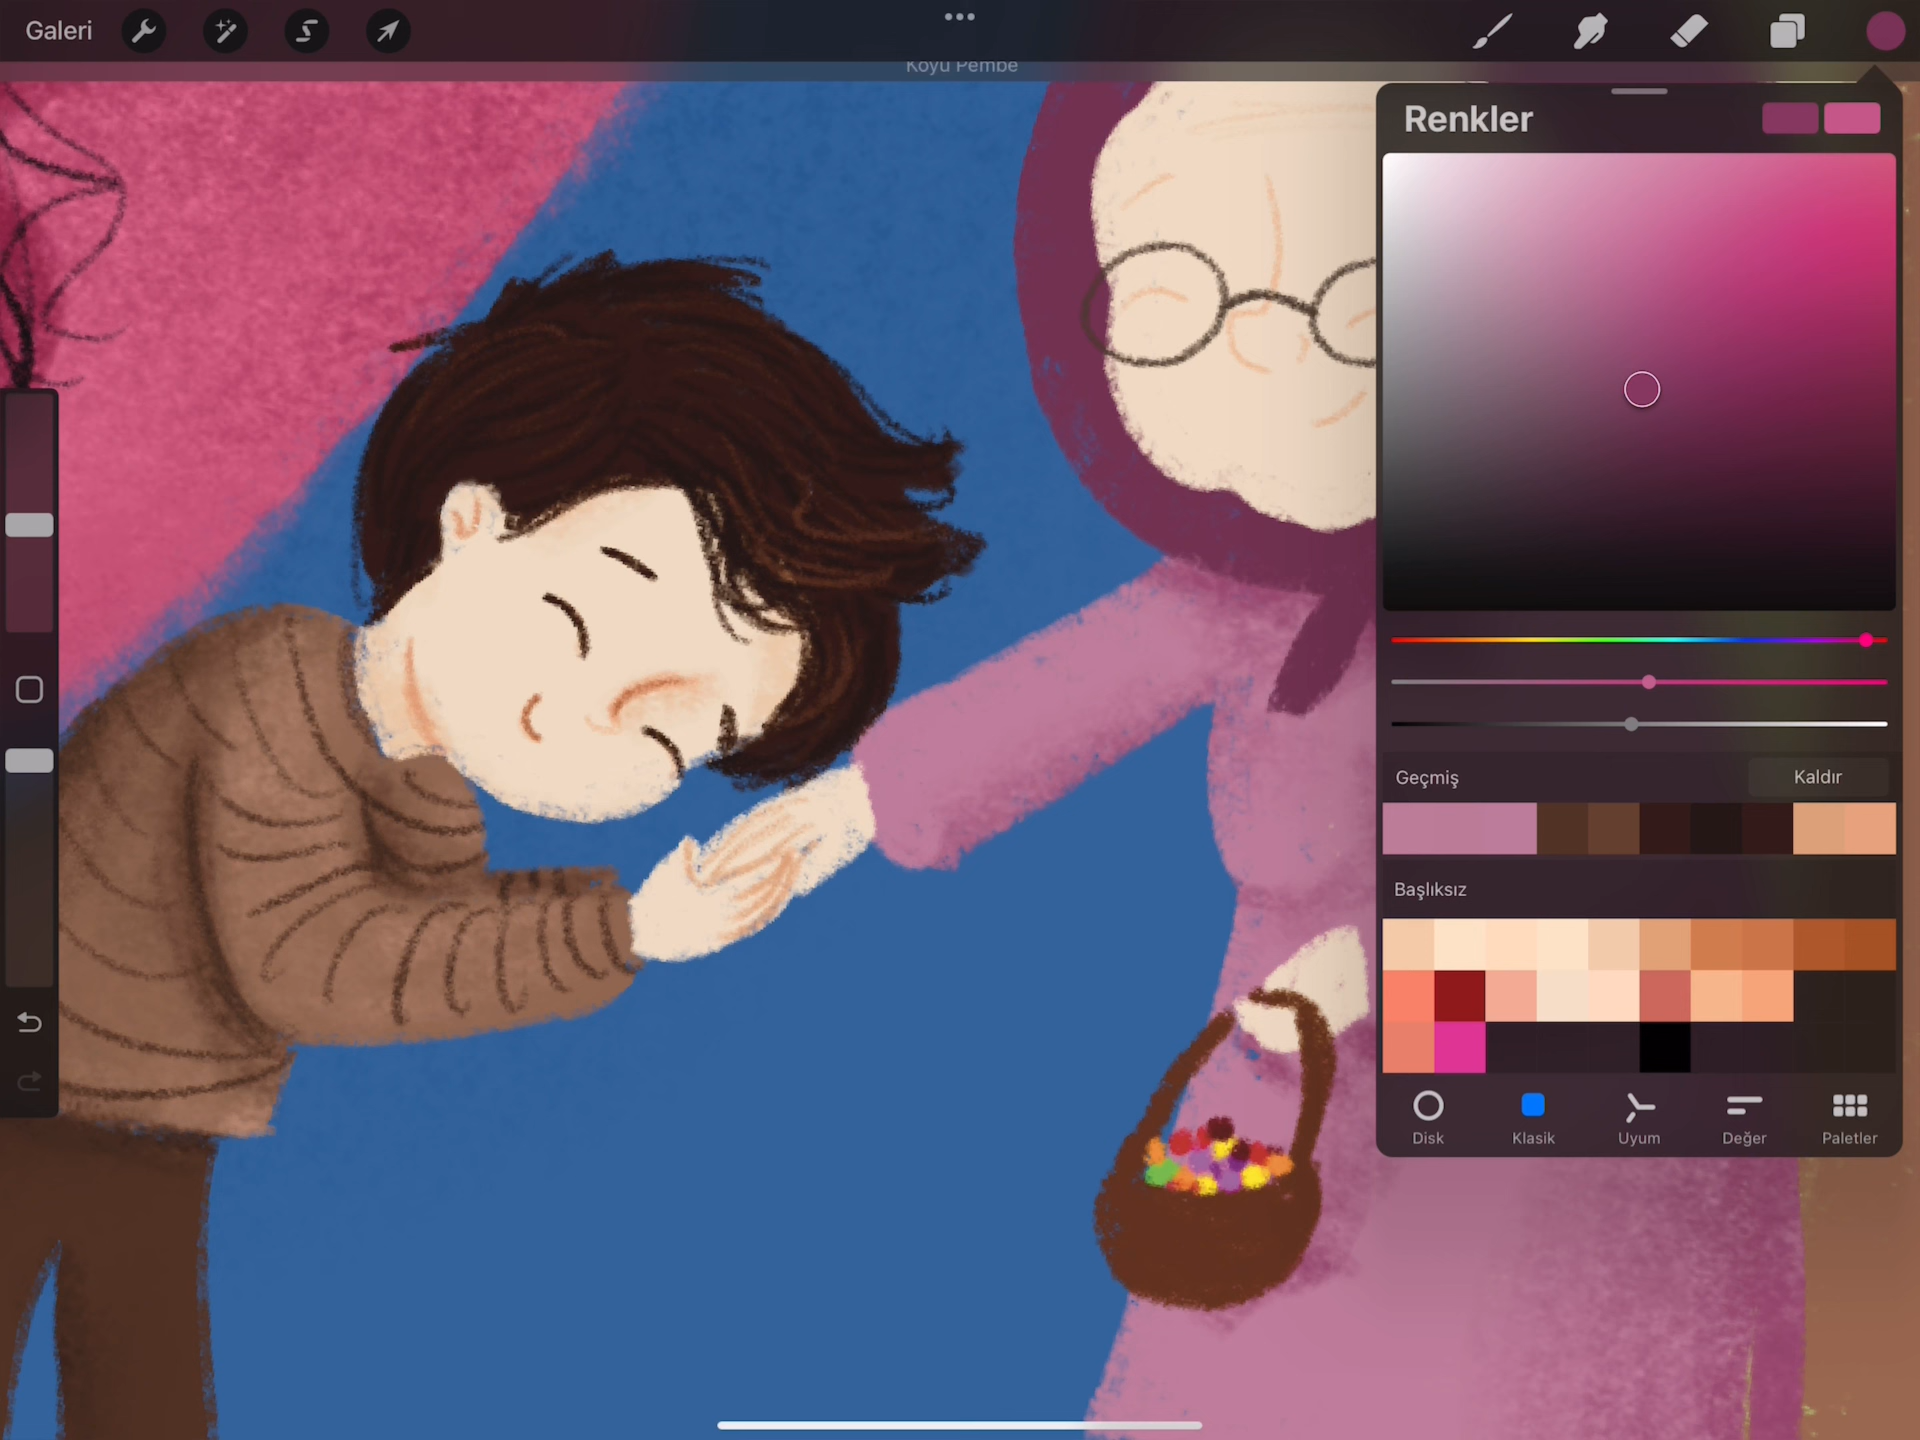 Galeri
Koyu Pembe
Renkler
Geçmiş
Kaldır
Başlıksız
Disk
Klasik
Uyum
Değer
Paletler